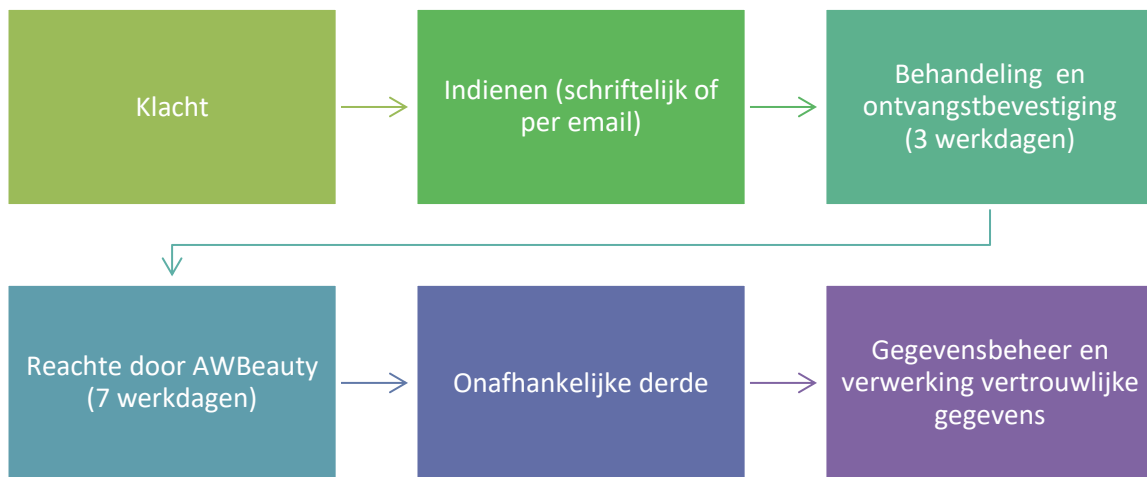 Klacht
Indienen (schriftelijk of
per email)
Behandeling en
ontvangstbevestiging
(3 werkdagen)
Reachte door AWBeauty
(7 werkdagen)
Onafhankelijke derde
Gegevensbeheer en
verwerking vertrouwlijke
gegevens